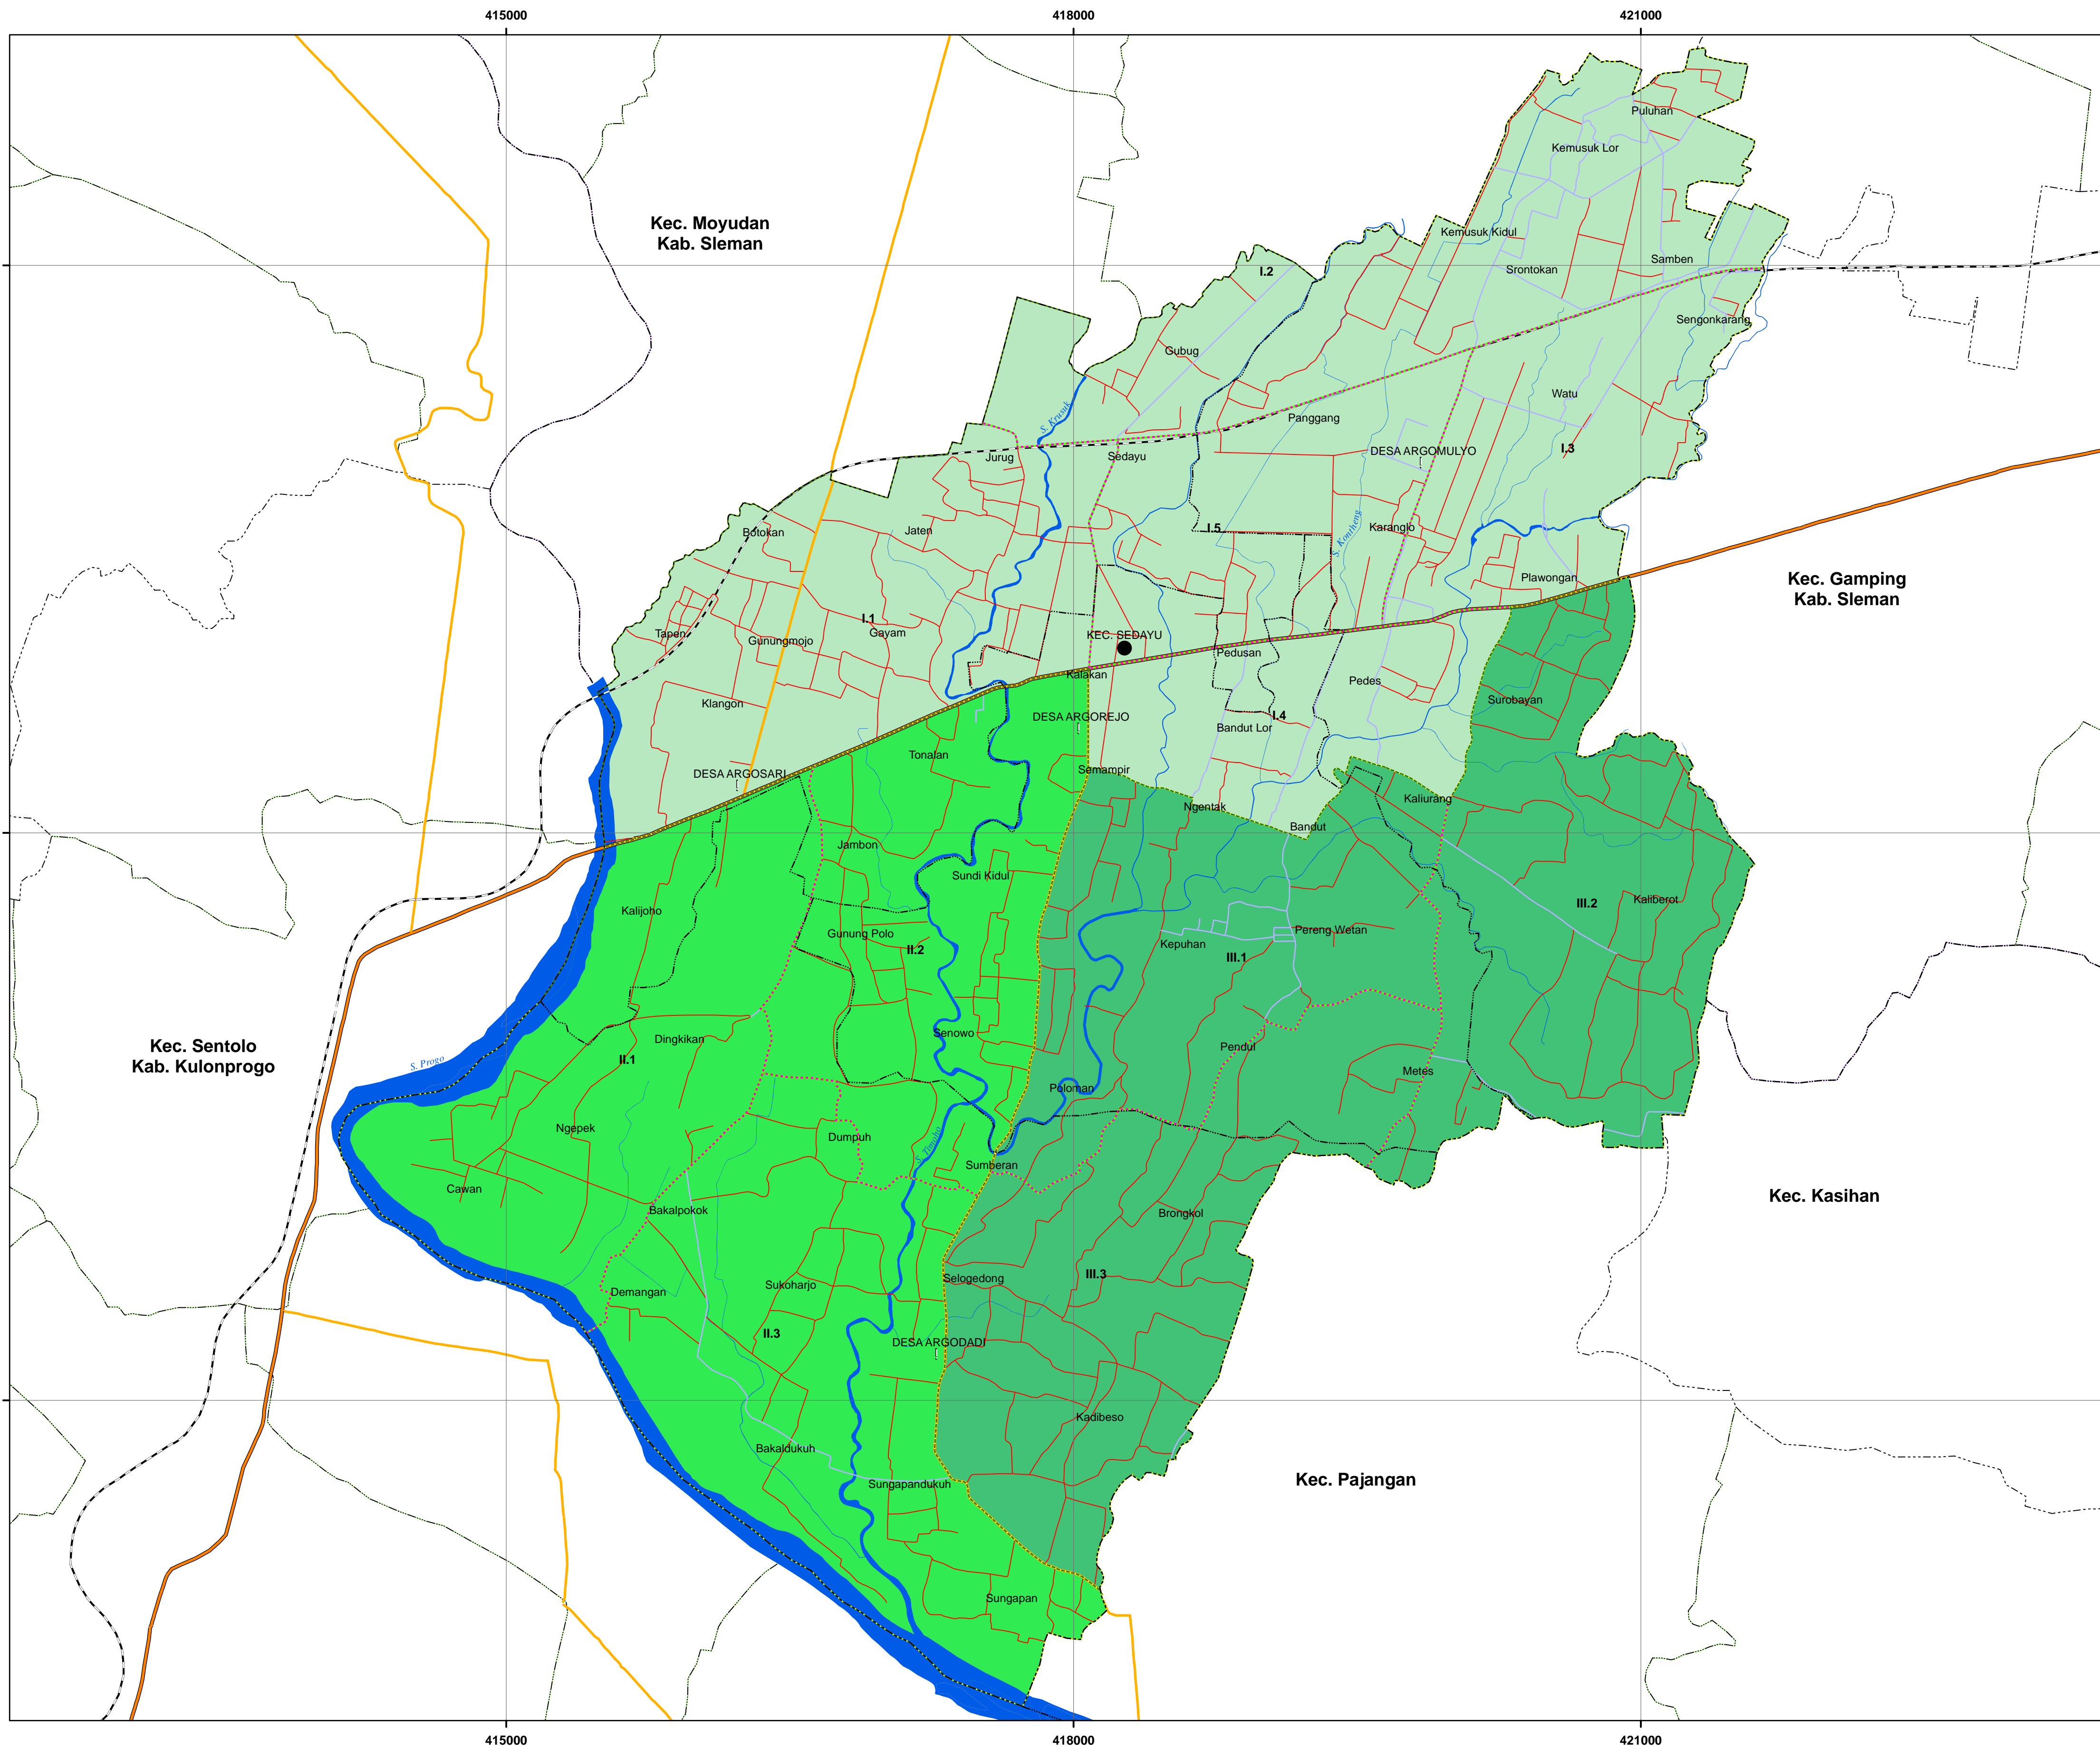 415000
418000
421000
Puluhan
Kemusuk Lor
Kec. Moyudan
Kab. Sleman
Kemusuk Kidul
Samben
I.2
Srontokan
Sengonkarang
Gubug
Watu
S. Krusuk
Panggang
Jurug
Sedayu
DESA ARGOMULYO
I.3
Botokan
Jaten
I.5
Karanglo
S. Konteng
Plawongan
Kec. Gamping
Kab. Sleman
I.1
Tapen
Gunungmojo
Gayam
KEC. SEDAYU
Pedusan
Kalakan
Pedes
Klangon
Surobayan
DESA ARGOREJO
I.4
Bandut Lor
Tonalan
DESA ARGOSARI
Semampir
Ngentak
Kaliurang
Bandut
Jambon
Sundi Kidul
Kaliberot
III.2
Kalijoho
Gunung Polo
Pereng Wetan
II.2
Kepuhan
III.1
Senowo
Dingkikan
Kec. Sentolo
Kab. Kulonprogo
Pendul
II.1
S. Progo
Metes
Poloman
Ngepek
Dumpuh
S. Timoho
Sumberan
Cawan
Kec. Kasihan
Bakalpokok
Brongkol
III.3
Selogedong
Sukoharjo
Demangan
II.3
DESA ARGODADI
Kadibeso
Bakaldukuh
Kec. Pajangan
Sungapandukuh
Sungapan
415000
418000
421000